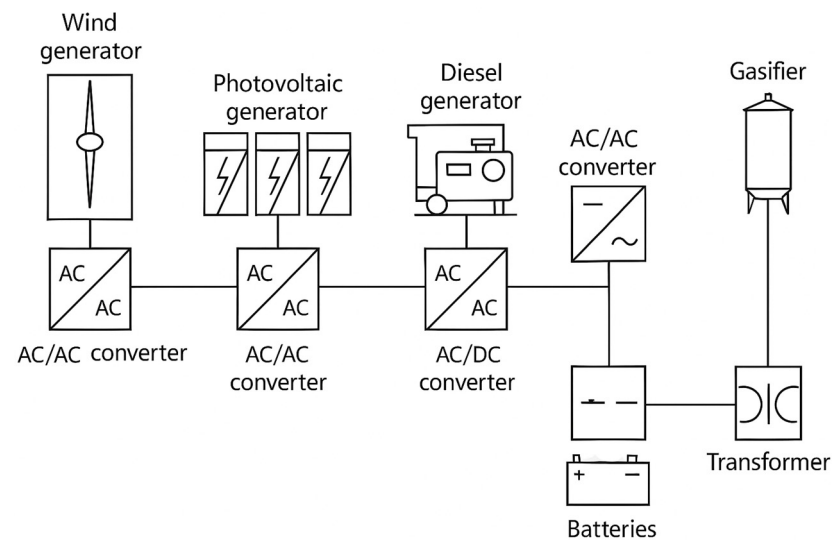 Wind
generator
Photovoltaic
generator
Diesel
generator
Gasifier
AC/AC
converter
AC
AC
AC
AC
AC
AC
AC/AC converter
AC/AC
converter
AC/DC
converter
+ −
Batteries
Transformer